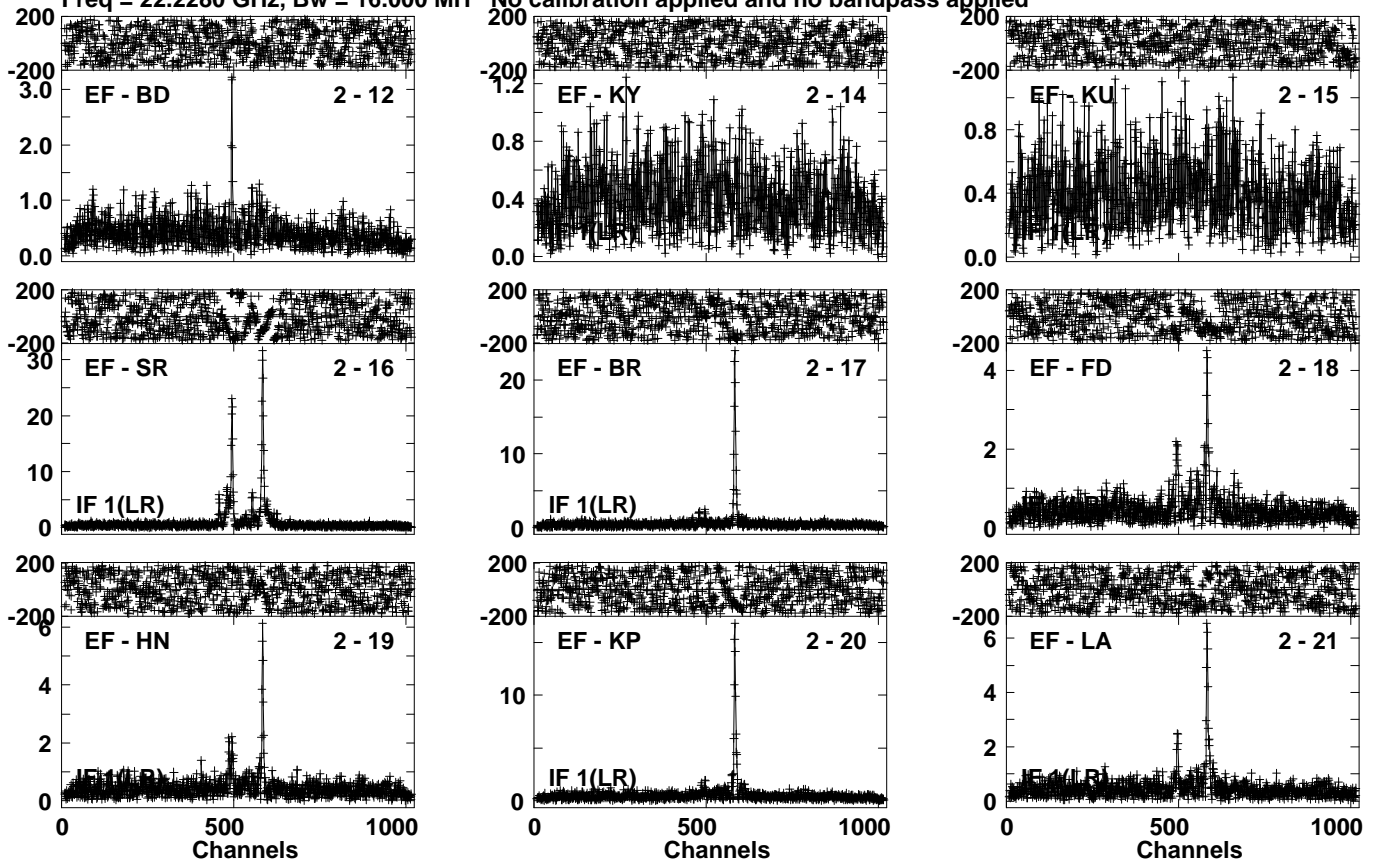 Freq = 22.2280 GHz, Bw = 16.000 MH No calibration applied and no bandpass applied
200
-200
3.0
2.0
1.0
0.0
EF - BD 2 - 12
200
-200
1.2
0.8
0.4
0.0
EF - KY 2 - 14
200
-200
0.8
0.4
0.0
EF - KU 2 - 15
200
-200
30
20
10
0
EF - SR 2 - 16
IF 1(LR)
200
-200
20
10
0
EF - BR 2 - 17
IF 1(LR)
200
-200
4
2
0
EF - FD 2 - 18
200
-200
6
4
2
0
EF - HN 2 - 19
IF 1(LR)
0 500 1000
Channels
200
-200
10
0
EF - KP 2 - 20
IF 1(LR)
0 500 1000
Channels
200
-200
6
4
2
0
EF - LA 2 - 21
IF 1(LR)
0 500 1000
Channels